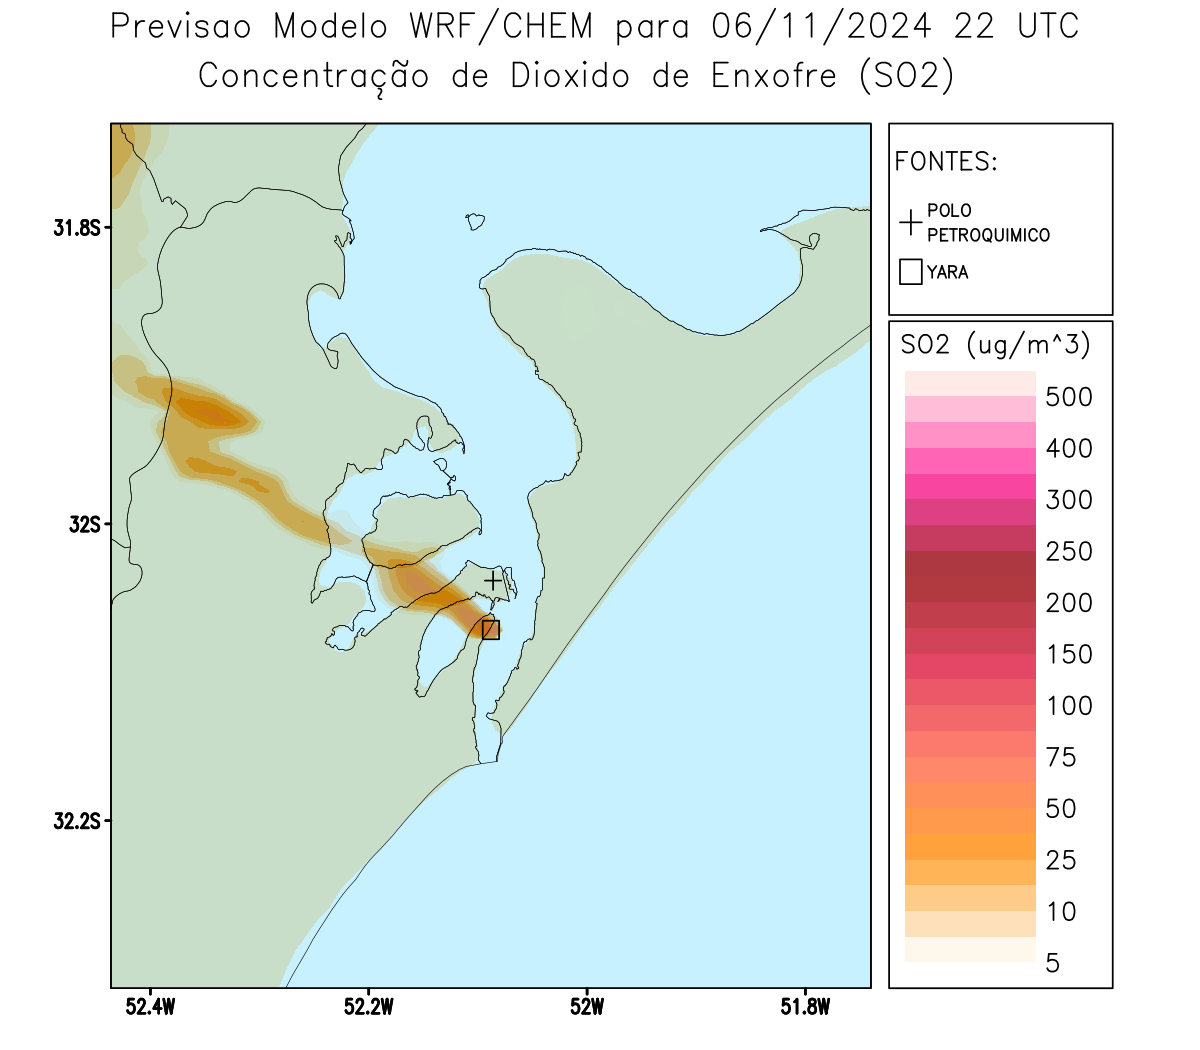 Previsao Modelo WRF/CHEM para 06/11/2024 22 UTC
Concentração de Dioxido de Enxofre (SO2)
FONTES:
POLO
PETROQUIMICO
YARA
31.8S
32S
32.2S
52.4W
52.2W
52W
51.8W
SO2 (ug/m^3)
500
400
300
250
200
150
100
75
50
25
10
5